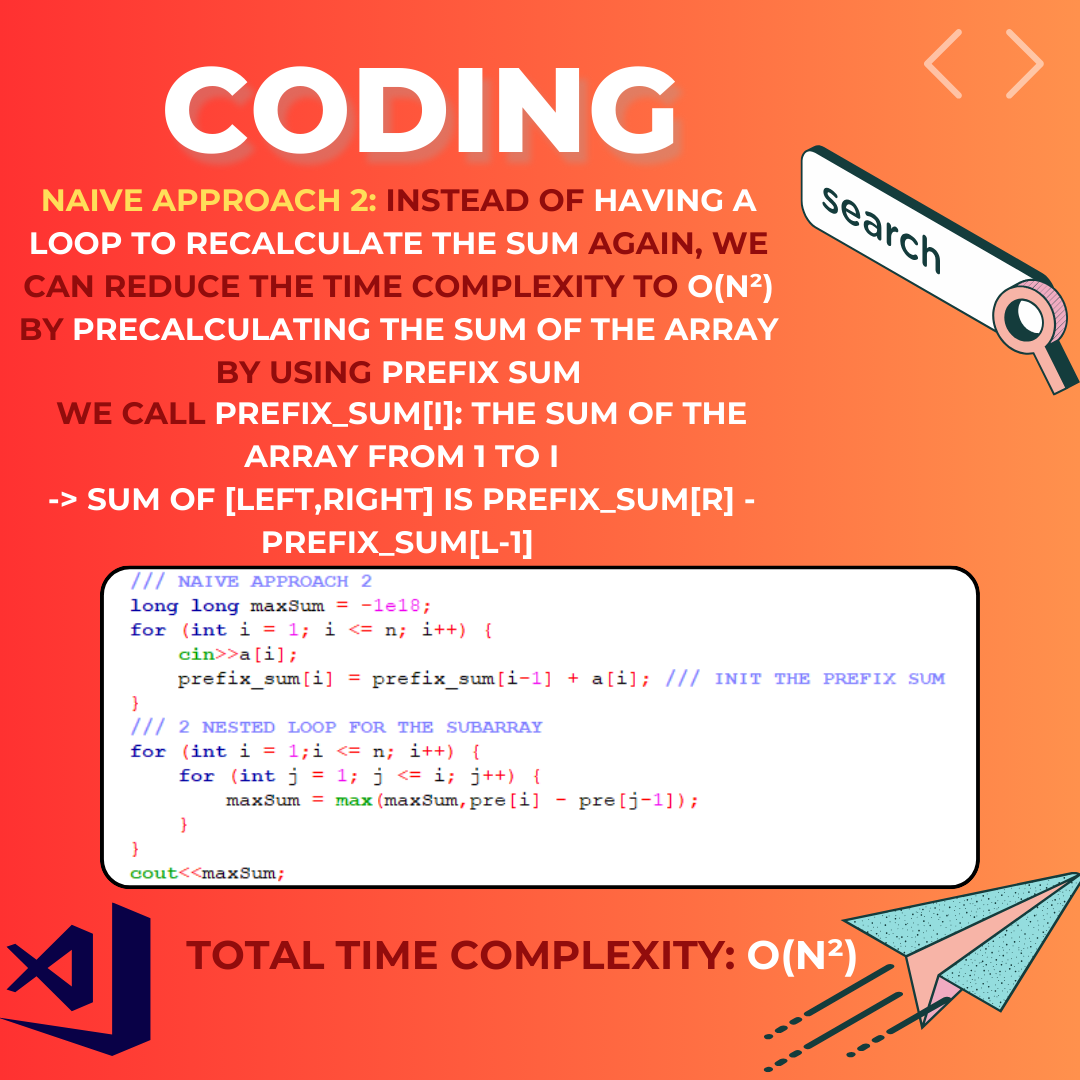 CODING
search
NAIVE APPROACH 2: INSTEAD OF HAVING A
LOOP TO RECALCULATE THE SUM AGAIN, WE
CAN REDUCE THE TIME COMPLEXITY TO O(N²)
BY PRECALCULATING THE SUM OF THE ARRAY
BY USING PREFIX SUM
WE CALL PREFIX_SUM[I]: THE SUM OF THE
ARRAY FROM 1 TO I
-> SUM OF [LEFT,RIGHT] IS PREFIX_SUM[R] -
PREFIX_SUM[L-1]
/// NAIVE APPROACH 2
long long maxSum = -1e18;
for (int i = 1; i <= n; i++) {
    cin>>a[i];
    prefix_sum[i] = prefix_sum[i-1] + a[i]; /// INIT THE PREFIX SUM
}
/// 2 NESTED LOOP FOR THE SUBARRAY
for (int i = 1;i <= n; i++) {
    for (int j = 1; j <= i; j++) {
        maxSum = max(maxSum,pre[i] - pre[j-1]);
    }
}
cout<<maxSum;
TOTAL TIME COMPLEXITY: O(N²)